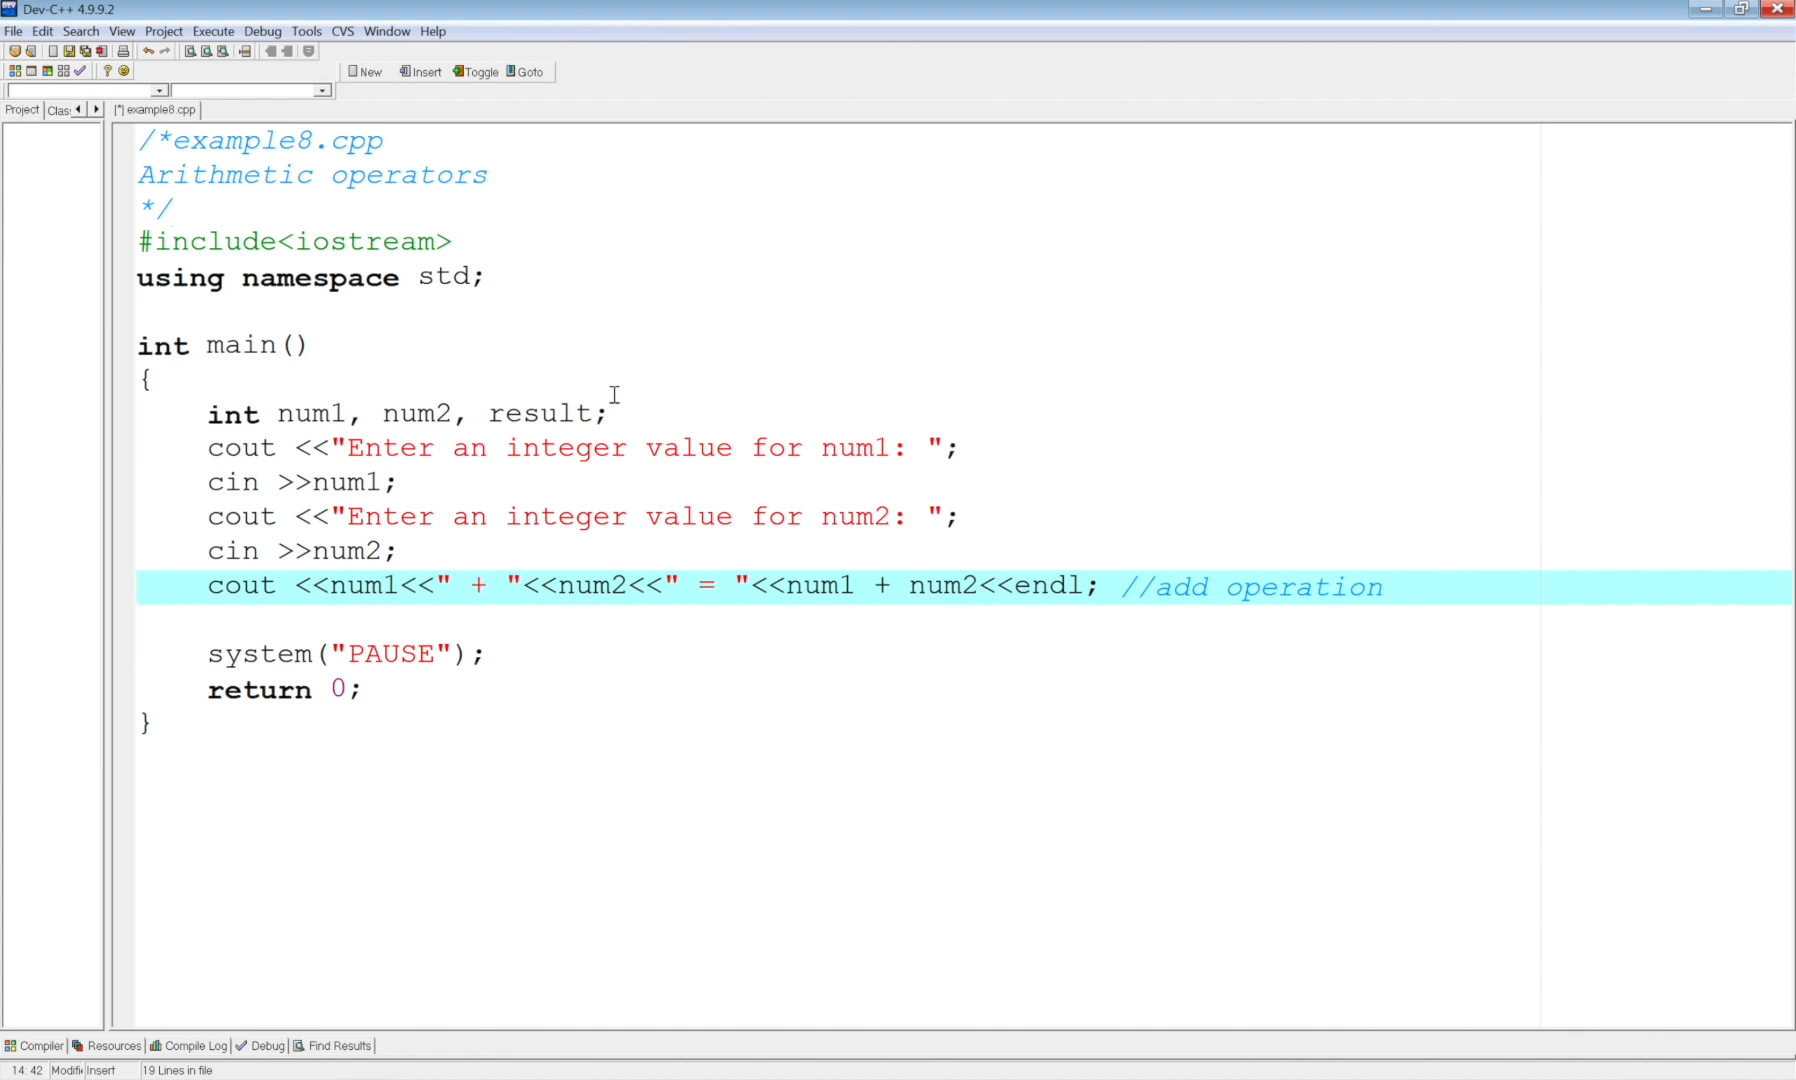 Dev-C++ 4.9.9.2
File Edit Search View Project Execute Debug Tools CVS Window Help
New Insert Toggle Goto
Project Clas [*] example8.cpp
/*example8.cpp
Arithmetic operators
*/
#include<iostream>
using namespace std;
int main()
{
int num1, num2, result;
cout <<"Enter an integer value for num1: ";
cin >>num1;
cout <<"Enter an integer value for num2: ";
cin >>num2;
cout <<num1<<" + "<<num2<<" = "<<num1 + num2<<endl; //add operation
system("PAUSE");
return 0;
}
Compiler Resources Compile Log Debug Find Results
14: 42 Modifi Insert 19 Lines in file